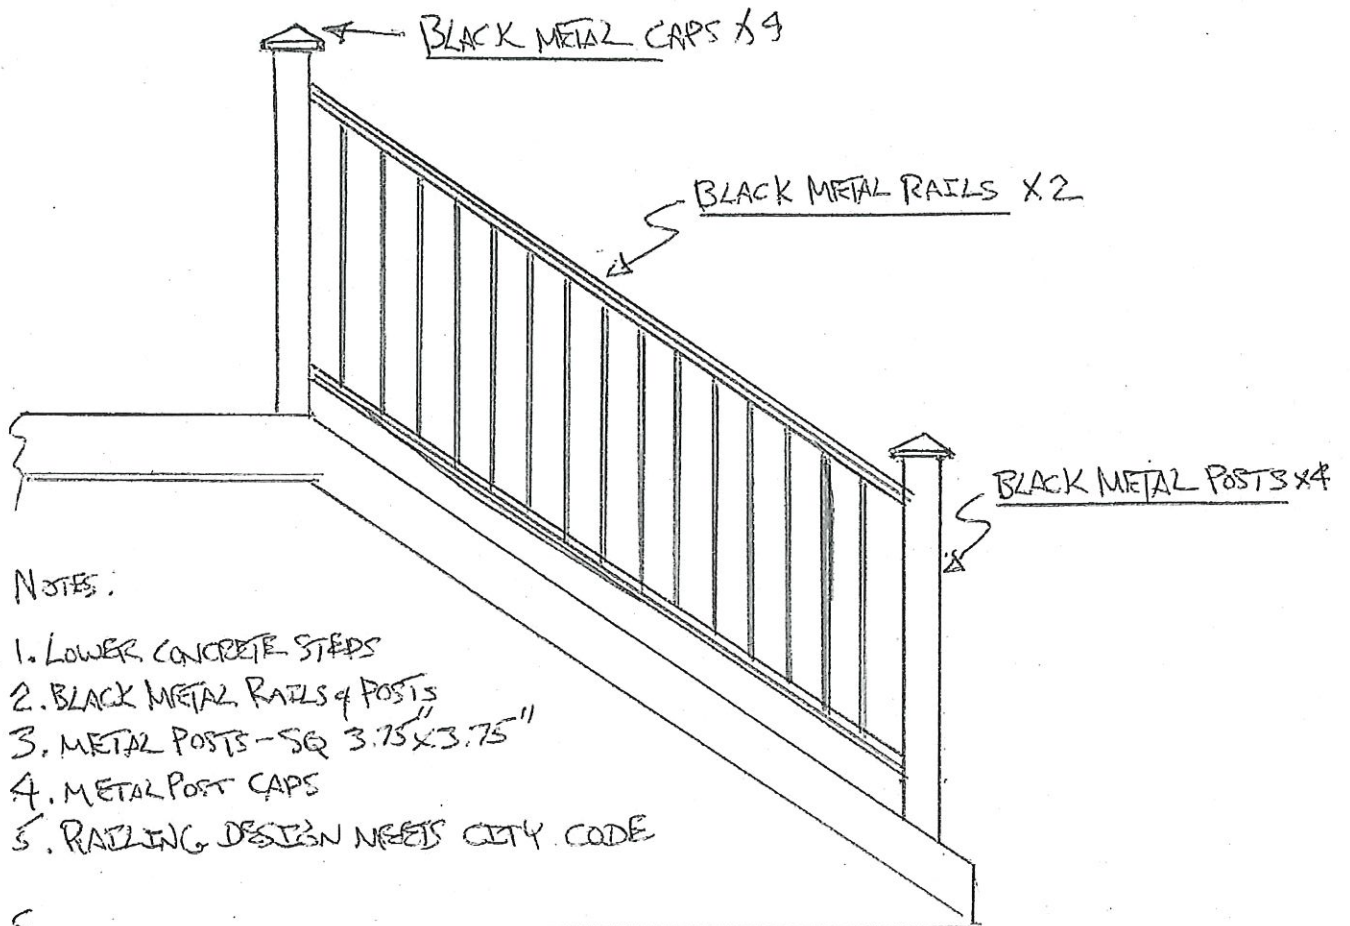 BLACK METAL CAPS X4
BLACK METAL RAILS X2
BLACK METAL POSTS X4
NOTES:
1. LOWER CONCRETE STEPS
2. BLACK METAL RAILS & POSTS
3. METAL POSTS-SQ 3.75" X 3.75"
4. METAL POST CAPS
5. RAILING DESIGN MEETS CITY CODE